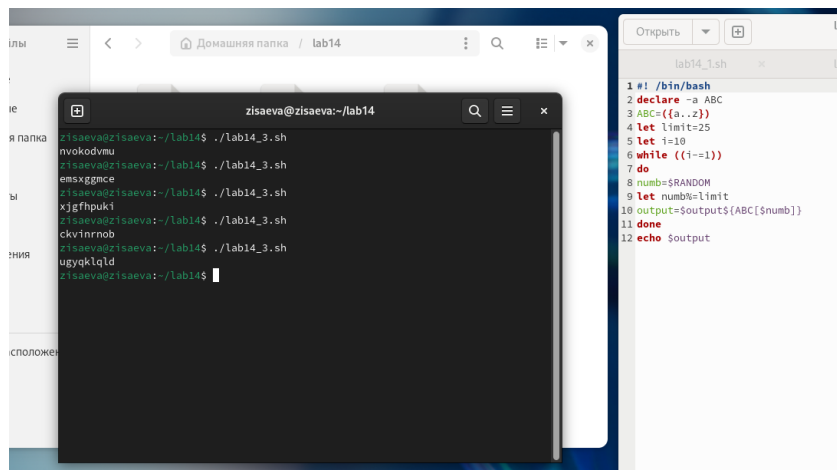 Домашняя папка / lab14
Открыть
lab14_1.sh
я папка
zisaeva@zisaeva:~/lab14
zisaeva@zisaeva:~/lab14$ ./lab14_3.sh
nvokodvmu
zisaeva@zisaeva:~/lab14$ ./lab14_3.sh
emsxggmce
zisaeva@zisaeva:~/lab14$ ./lab14_3.sh
xjgfhpuki
zisaeva@zisaeva:~/lab14$ ./lab14_3.sh
ckvinrnob
zisaeva@zisaeva:~/lab14$ ./lab14_3.sh
ugyqklqld
zisaeva@zisaeva:~/lab14$
1 #! /bin/bash
2 declare -a ABC
3 ABC=({a..z})
4 let limit=25
5 let i=10
6 while ((i-=1))
7 do
8 numb=$RANDOM
9 let numb%=limit
10 output=$output${ABC[$numb]}
11 done
12 echo $output